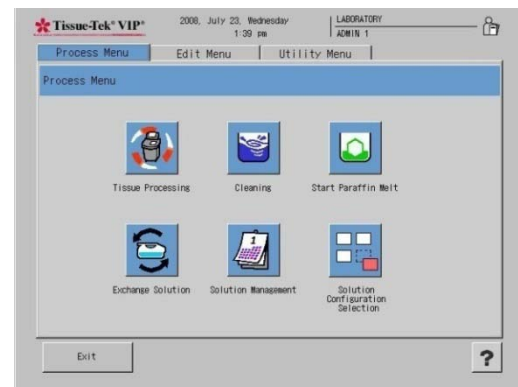 Tissue-Tek® VIP®
2008, July 23, Wednesday
1:39 pm
LABORATORY
ADMIN 1
Process Menu
Edit Menu
Utility Menu
Process Menu
Tissue Processing
Cleaning
Start Paraffin Melt
1
Exchange Solution
Solution Management
Solution
Configuration
Selection
Exit
?